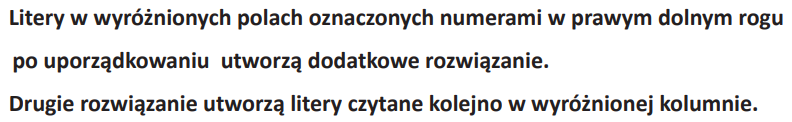 Litery w wyróżnionych polach oznaczonych numerami w prawym dolnym rogu
po uporządkowaniu utworzą dodatkowe rozwiązanie.
Drugie rozwiązanie utworzą litery czytane kolejno w wyróżnionej kolumnie.